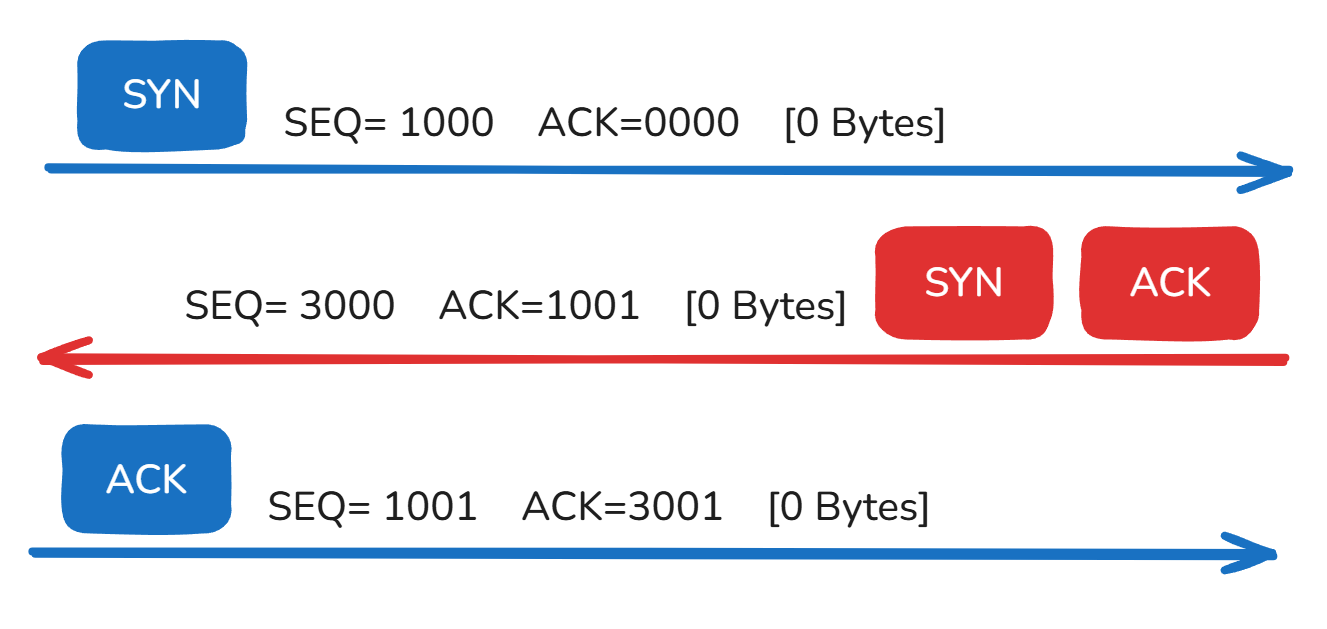 SYN
SEQ= 1000 ACK=0000 [0 Bytes]
SEQ= 3000 ACK=1001 [0 Bytes]
SYN ACK
ACK
SEQ= 1001 ACK=3001 [0 Bytes]